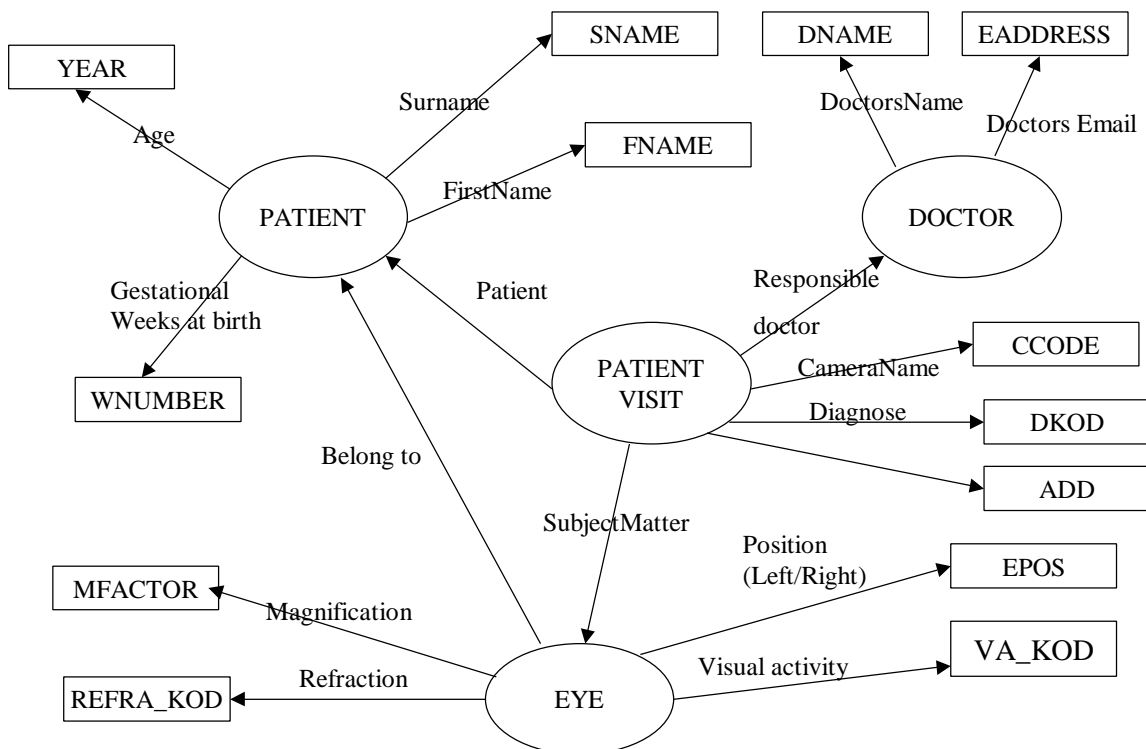 SNAME
DNAME
EADDRESS
YEAR
Surname
DoctorsName
Doctors Email
Age
FNAME
FirstName
PATIENT
DOCTOR
Gestational
Weeks at birth
Patient
Responsible
doctor
CCODE
CameraName
PATIENT
VISIT
WNUMBER
Diagnose
DKOD
Belong to
ADD
SubjectMatter
Position
(Left/Right)
EPOS
MFACTOR
Magnification
VA_KOD
Visual activity
Refraction
REFRA_KOD
EYE